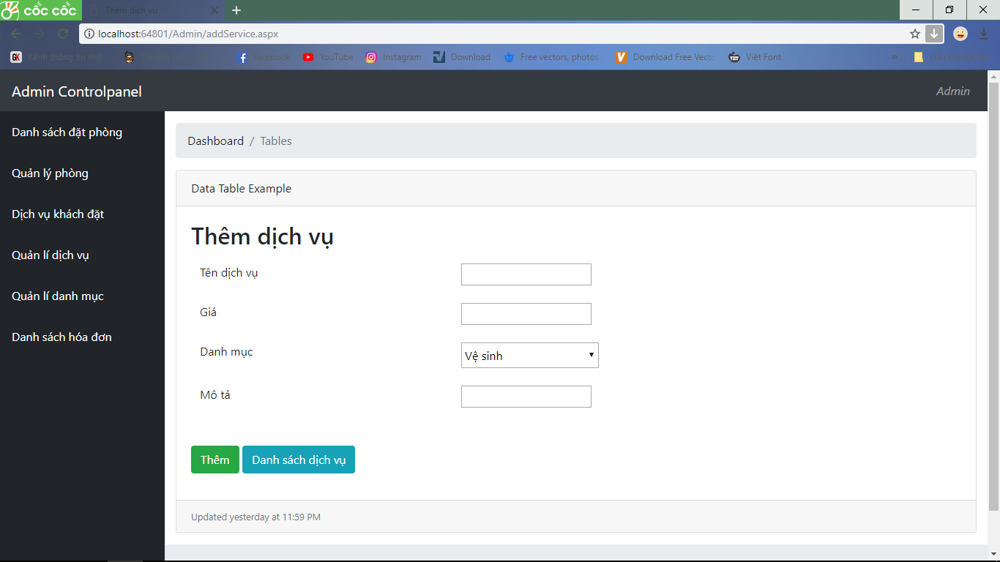 cốc cốc Thêm dịch vụ
localhost:64801/Admin/addService.aspx
GK Kênh thông tin mới Facebook YouTube Instagram Download Free vectors, photos Download Free Vecto Việt Font »
Admin Controlpanel Admin
Danh sách đặt phòng
Quản lý phòng
Dịch vụ khách đặt
Quản lí dịch vụ
Quản lí danh mục
Danh sách hóa đơn
Dashboard / Tables
Data Table Example
Thêm dịch vụ
Tên dịch vụ
Giá
Danh mục Vệ sinh
Mô tả
Thêm Danh sách dịch vụ
Updated yesterday at 11:59 PM